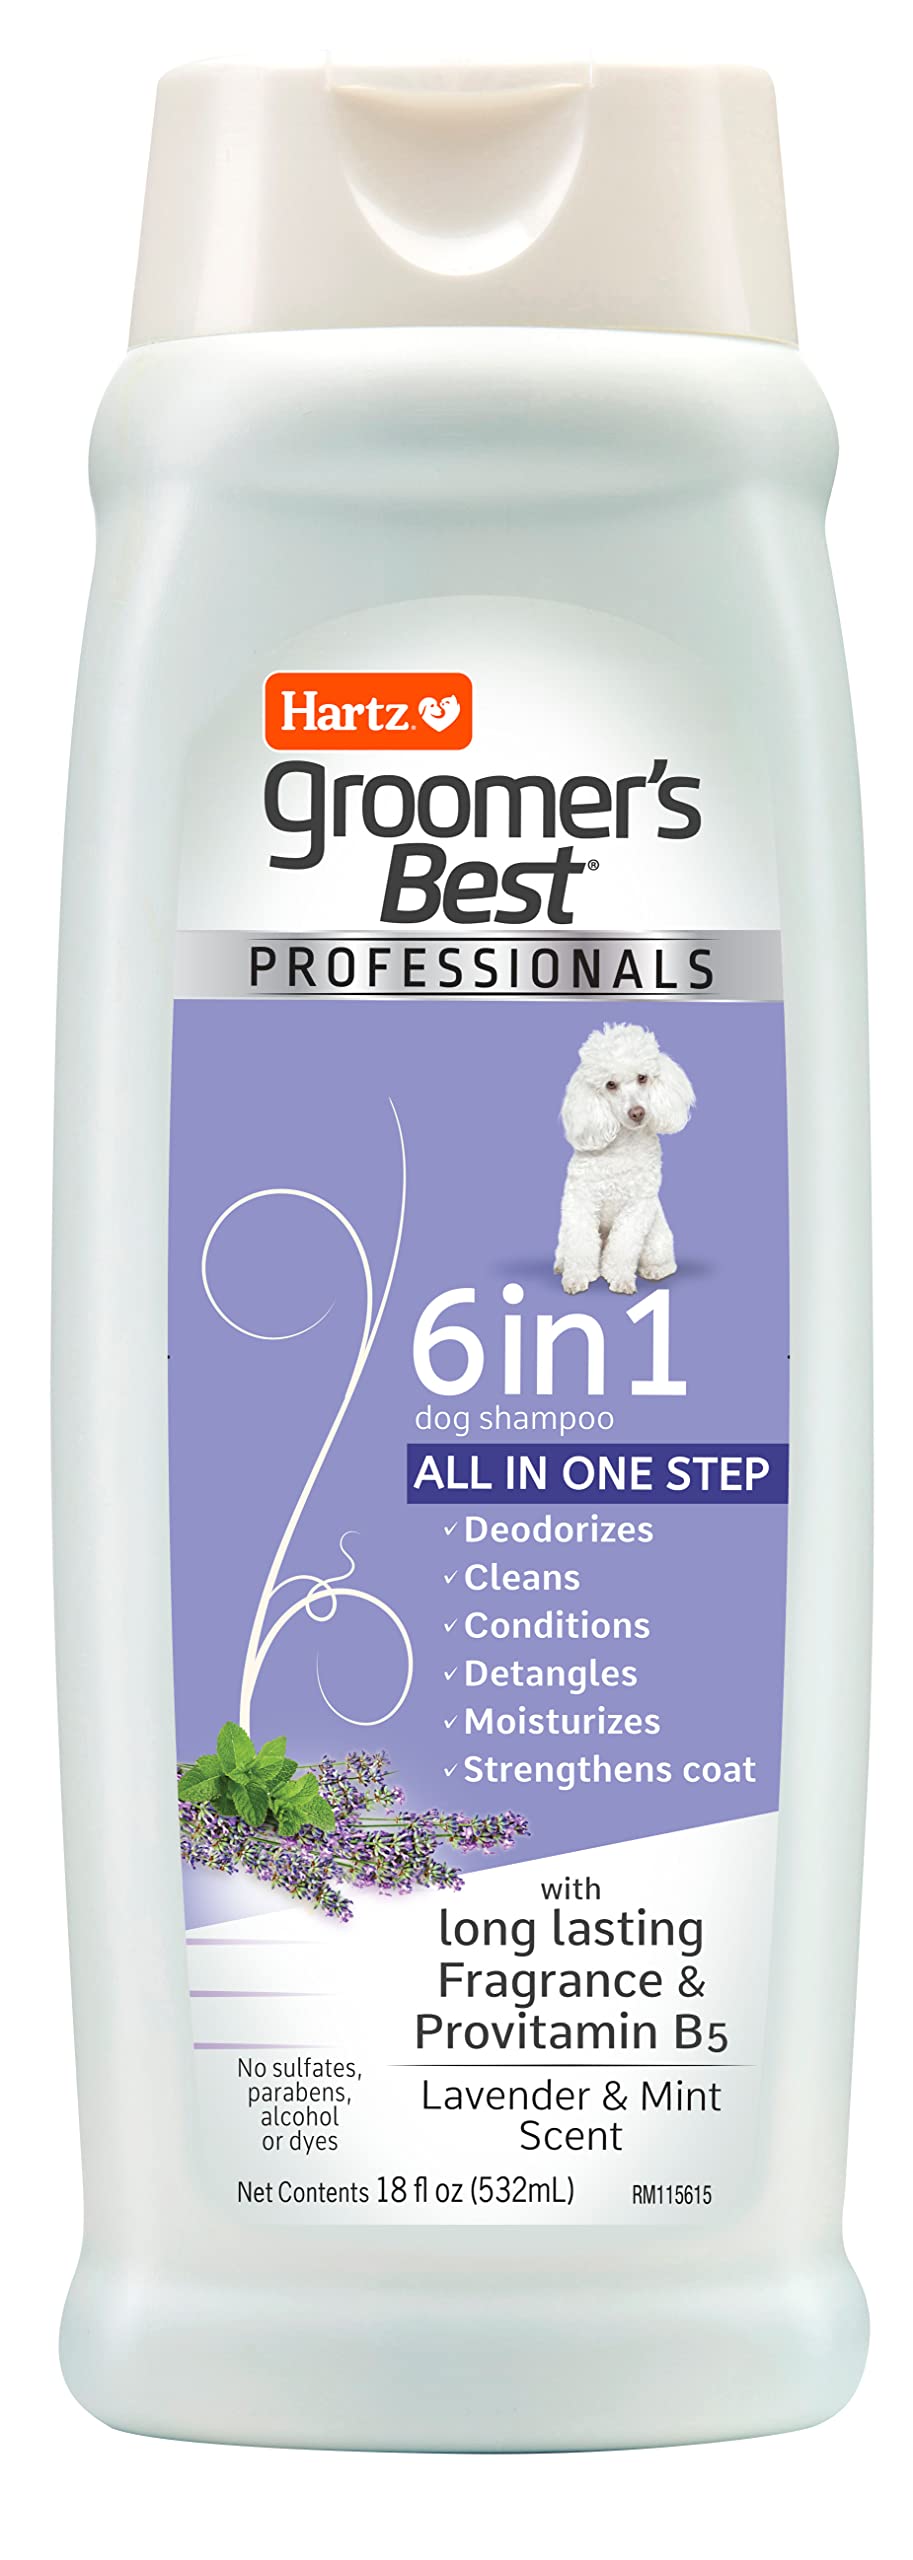 Hartz
groomer's
Best®
PROFESSIONALS
6in1
dog shampoo
ALL IN ONE STEP
✓Deodorizes
✓Cleans
✓Conditions
✓Detangles
✓Moisturizes
✓Strengthens coat
with
long lasting
Fragrance &
Provitamin B5
Lavender & Mint
Scent
No sulfates,
parabens,
alcohol
or dyes
Net Contents 18 fl oz (532mL)
RM115615